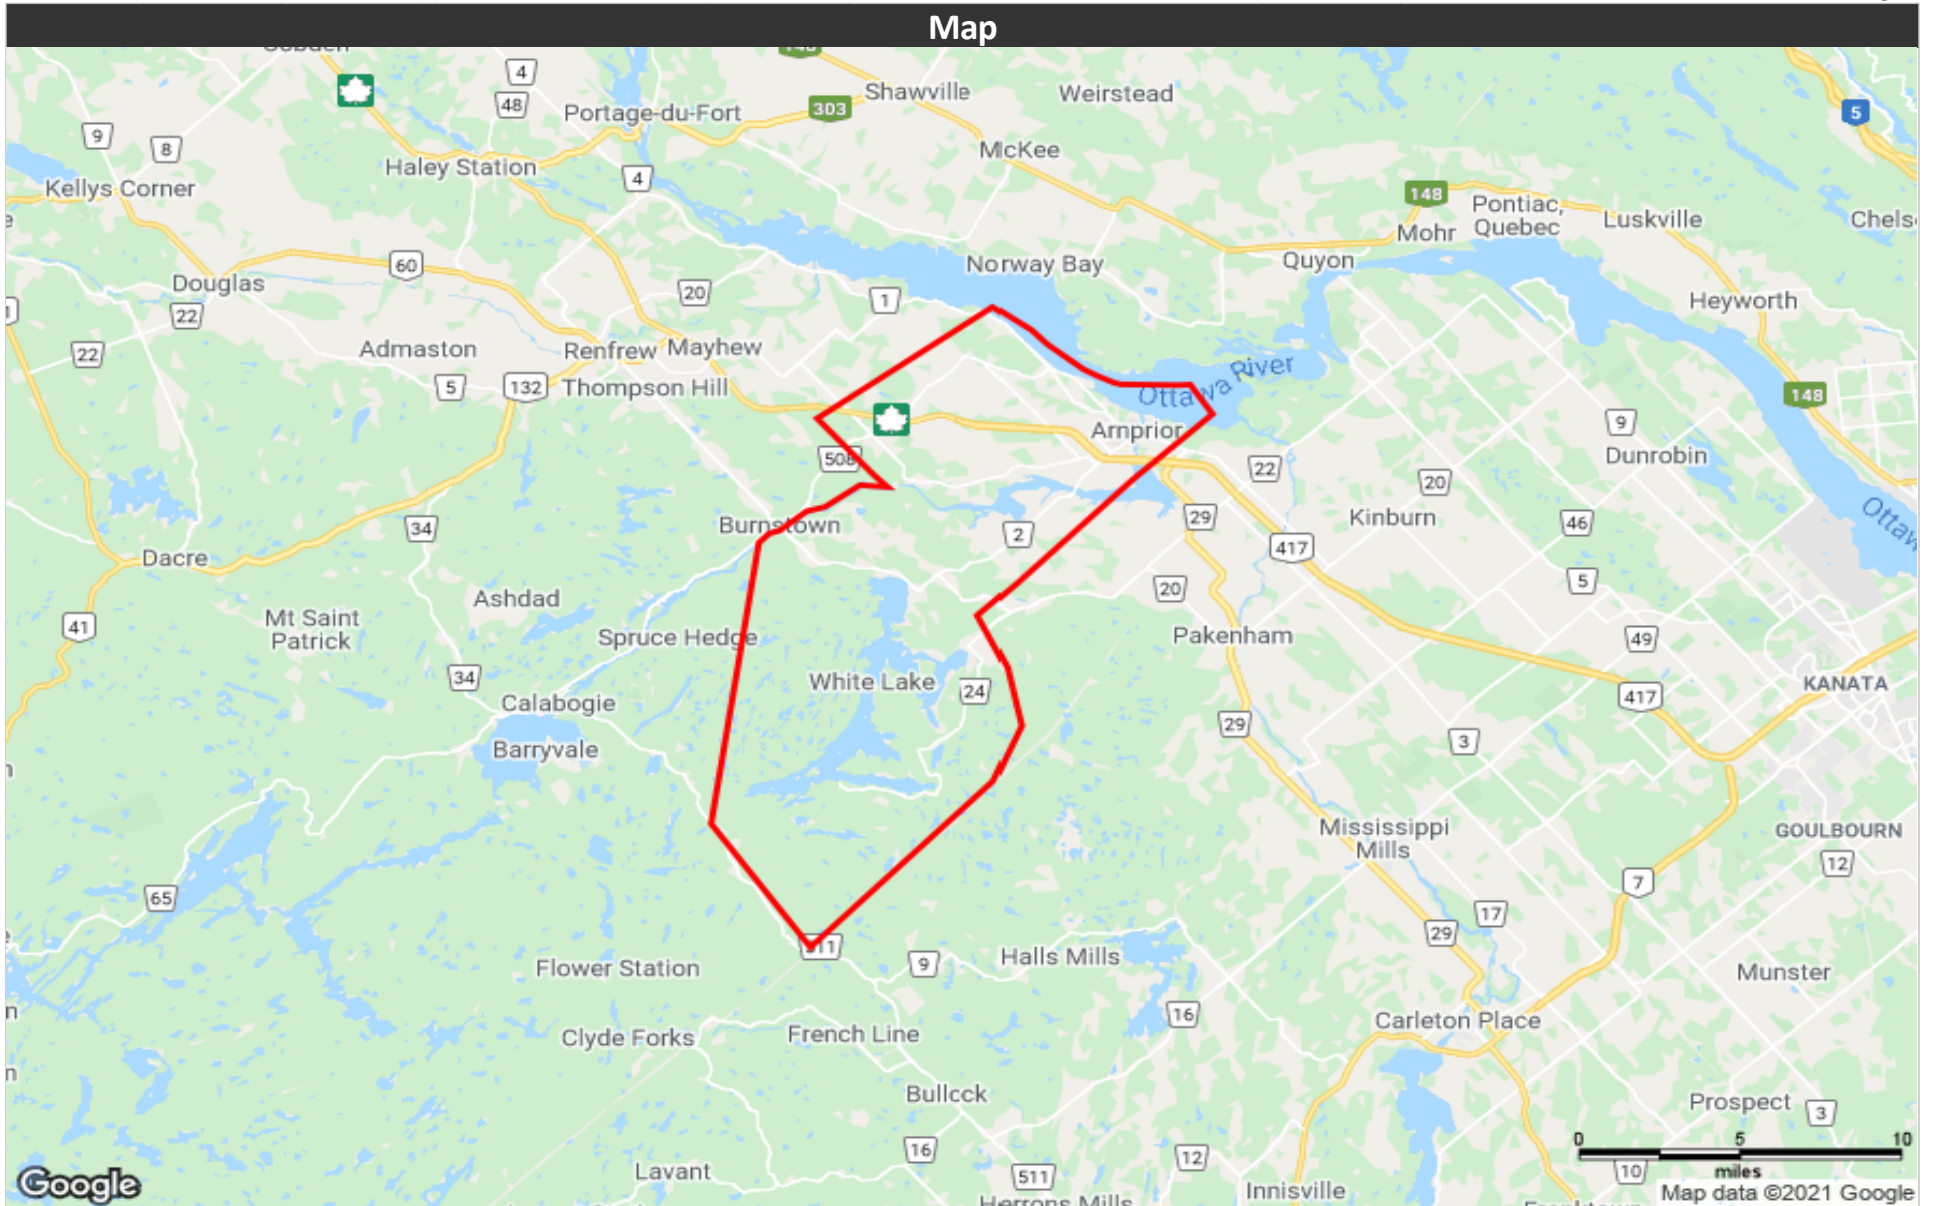 Map
Cobden
4
148
Shawville
Weirstead
48
Portage-du-Fort
303
5
9
8
McKee
Haley Station
4
Kellys Corner
148
Pontiac,
Quebec
Luskville
Mohr
Norway Bay
Quyon
60
Douglas
20
1
Heyworth
22
22
Admaston
Renfrew
Mayhew
5
132
Thompson Hill
Ottawa River
148
Arnprior
9
Dunrobin
508
22
20
Burnstown
29
Kinburn
46
34
2
417
Dacre
5
Ashdad
20
Mt Saint
Patrick
41
Spruce Hedge
Pakenham
49
34
White Lake
24
417
KANATA
Calabogie
29
Barryvale
3
Mississippi
Mills
GOULBOURN
12
65
7
17
29
511
9
Halls Mills
Flower Station
Munster
16
Carleton Place
Clyde Forks
French Line
Bullcck
Prospect
3
0
5
10
16
12
miles
Lavant
511
10
Google
Innisville
Herrons Mills
Map data ©2021 Google